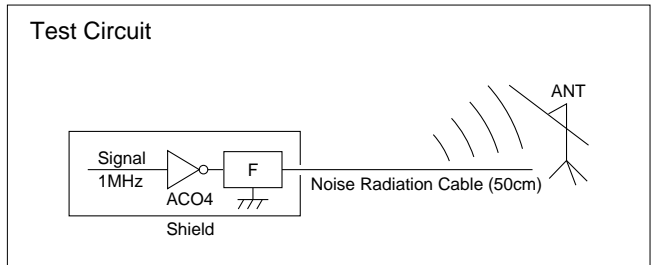 Test Circuit
ANT
Signal
1MHz
F
ACO4
Noise Radiation Cable (50cm)
Shield